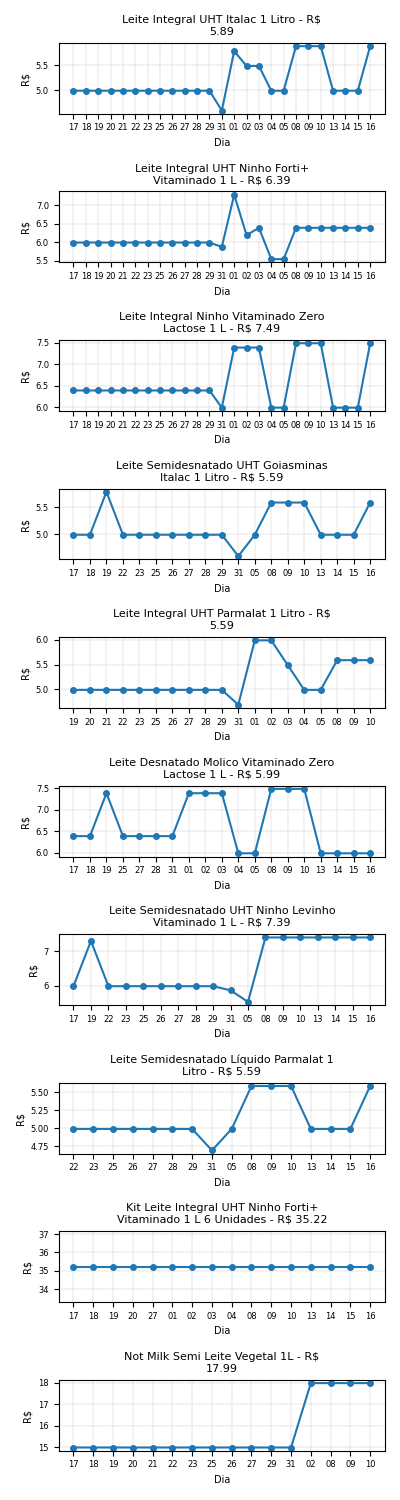 Leite Integral UHT Italac 1 Litro - R$
5.89
R$
5.5
5.0
17 18 19 20 21 22 23 25 26 27 28 29 31 01 02 03 04 05 08 09 10 13 14 15 16
Dia
Leite Integral UHT Ninho Forti+
Vitaminado 1 L - R$ 6.39
R$
7.0
6.5
6.0
5.5
17 18 19 20 21 22 23 25 26 27 28 29 31 01 02 03 04 05 08 09 10 13 14 15 16
Dia
Leite Integral Ninho Vitaminado Zero
Lactose 1 L - R$ 7.49
R$
7.5
7.0
6.5
6.0
17 18 19 20 21 22 23 25 26 27 28 29 31 01 02 03 04 05 08 09 10 13 14 15 16
Dia
Leite Semidesnatado UHT Goiasminas
Italac 1 Litro - R$ 5.59
R$
5.5
5.0
17 18 19 22 23 25 26 27 28 29 31 05 08 09 10 13 14 15 16
Dia
Leite Integral UHT Parmalat 1 Litro - R$
5.59
R$
6.0
5.5
5.0
19 20 21 22 23 25 26 27 28 29 31 01 02 03 04 05 08 09 10
Dia
Leite Desnatado Molico Vitaminado Zero
Lactose 1 L - R$ 5.99
R$
7.5
7.0
6.5
6.0
17 18 19 25 27 28 31 01 02 03 04 05 08 09 10 13 14 15 16
Dia
Leite Semidesnatado UHT Ninho Levinho
Vitaminado 1 L - R$ 7.39
R$
7
6
17 19 22 23 25 26 27 28 29 31 05 08 09 10 13 14 15 16
Dia
Leite Semidesnatado Líquido Parmalat 1
Litro - R$ 5.59
R$
5.50
5.25
5.00
4.75
22 23 25 26 27 28 29 31 05 08 09 10 13 14 15 16
Dia
Kit Leite Integral UHT Ninho Forti+
Vitaminado 1 L 6 Unidades - R$ 35.22
R$
37
36
35
34
17 18 19 20 27 01 02 03 04 08 09 10 13 14 15 16
Dia
Not Milk Semi Leite Vegetal 1L - R$
17.99
R$
18
17
16
15
17 18 19 20 21 22 23 25 26 27 29 31 02 08 09 10
Dia